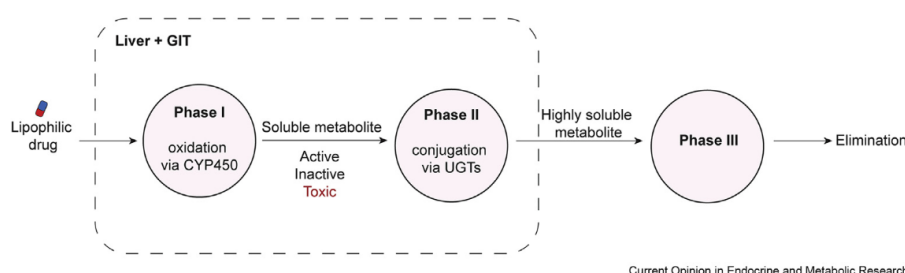 Liver + GIT
Lipophilic
drug
Phase I
oxidation
via CYP450
Soluble metabolite
Active
Inactive
Toxic
Phase II
conjugation
via UGTs
Highly soluble
metabolite
Phase III
Elimination
Current Opinion in Endocrine and Metabolic Research